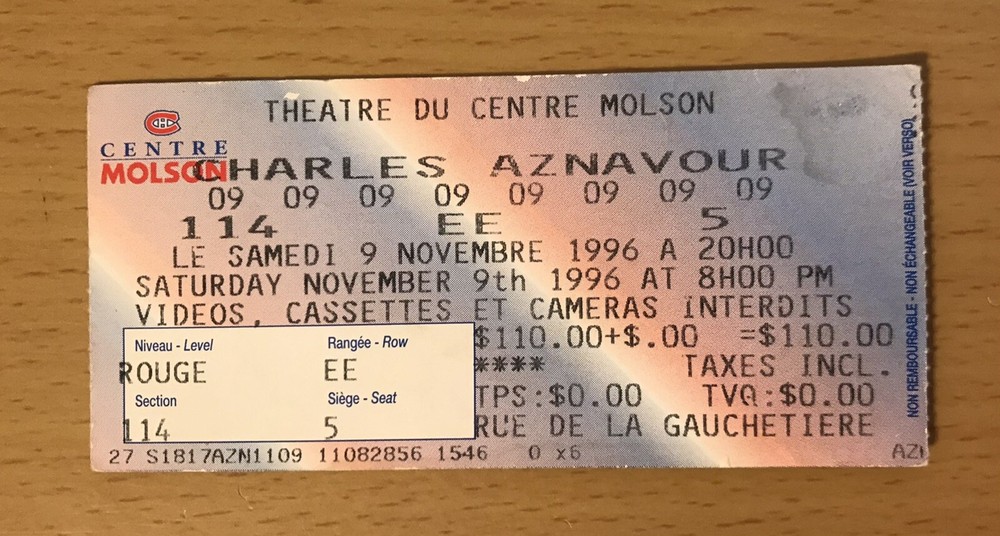 THEATRE DU CENTRE MOLSON
CENTRE
MOLSON
CHARLES AZNAVOUR
09 09 09 09 09 09 09 09
114 EE 5
LE SAMEDI 9 NOVEMBRE 1996 A 20H00
SATURDAY NOVEMBER 9th 1996 AT 8H00 PM
VIDEOS, CASSETTES ET CAMERAS INTERDITS
$110.00+$.00 =$110.00
Niveau - Level Rangée - Row
ROUGE EE
**** TAXES INCL.
Section Siège - Seat
TPS:$0.00 TVQ:$0.00
114 5
RUE DE LA GAUCHETIERE
27 S1817AZN1109 11082856 1546 0 x6 AZ
NON REMBOURSABLE - NON ÉCHANGEABLE (VOIR VERSO)